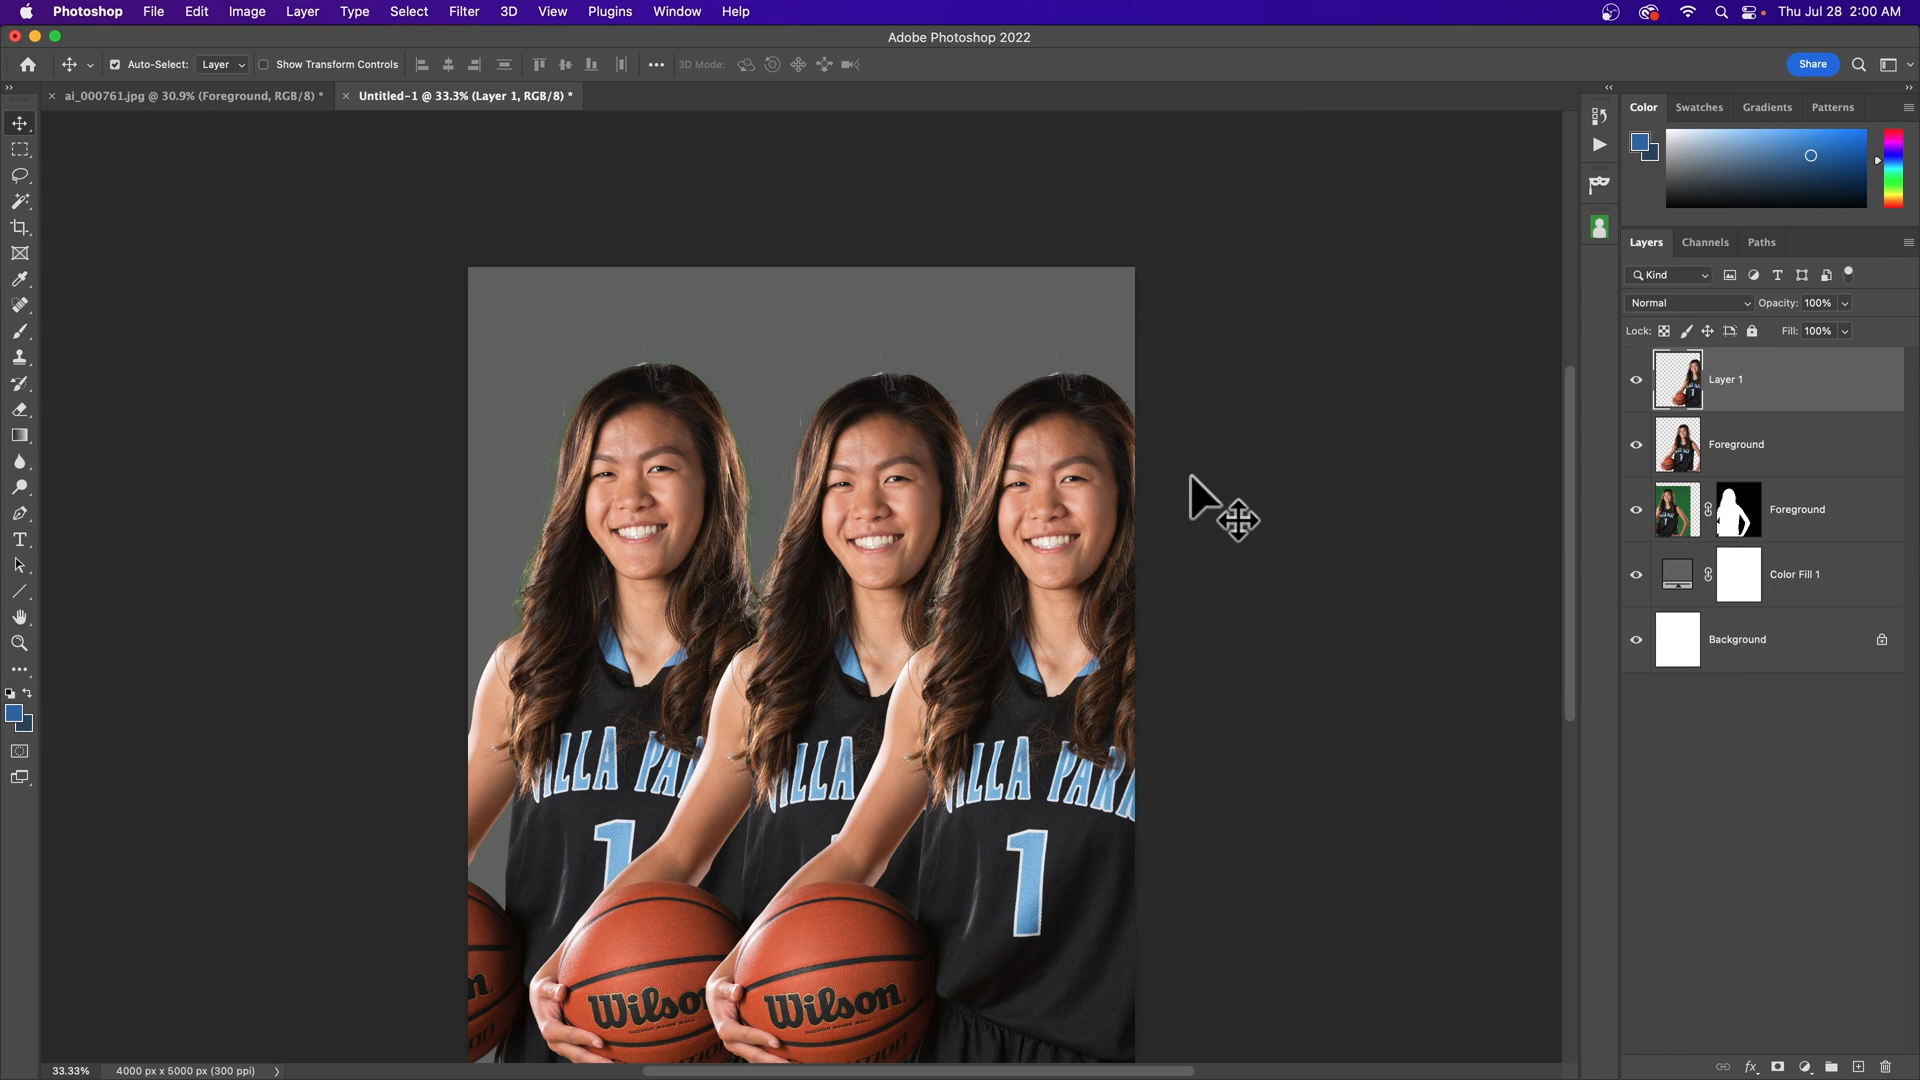 Photoshop File Edit Image Layer Type Select Filter 3D View Plugins Window Help Thu Jul 28 2:00 AM
Adobe Photoshop 2022
Auto-Select: Layer Show Transform Controls 3D Mode: Share
ai_000761.jpg @ 30.9% (Foreground, RGB/8) * Untitled-1 @ 33.3% (Layer 1, RGB/8) *
Color Swatches Gradients Patterns
Layers Channels Paths
Kind
Normal Opacity: 100%
Lock: Fill: 100%
Layer 1
Foreground
Foreground
Color Fill 1
Background
ILLA PA
ILLA
ILLA PARK
1
1
Wilson
Wilson
33.33% 4000 px x 5000 px (300 ppi)